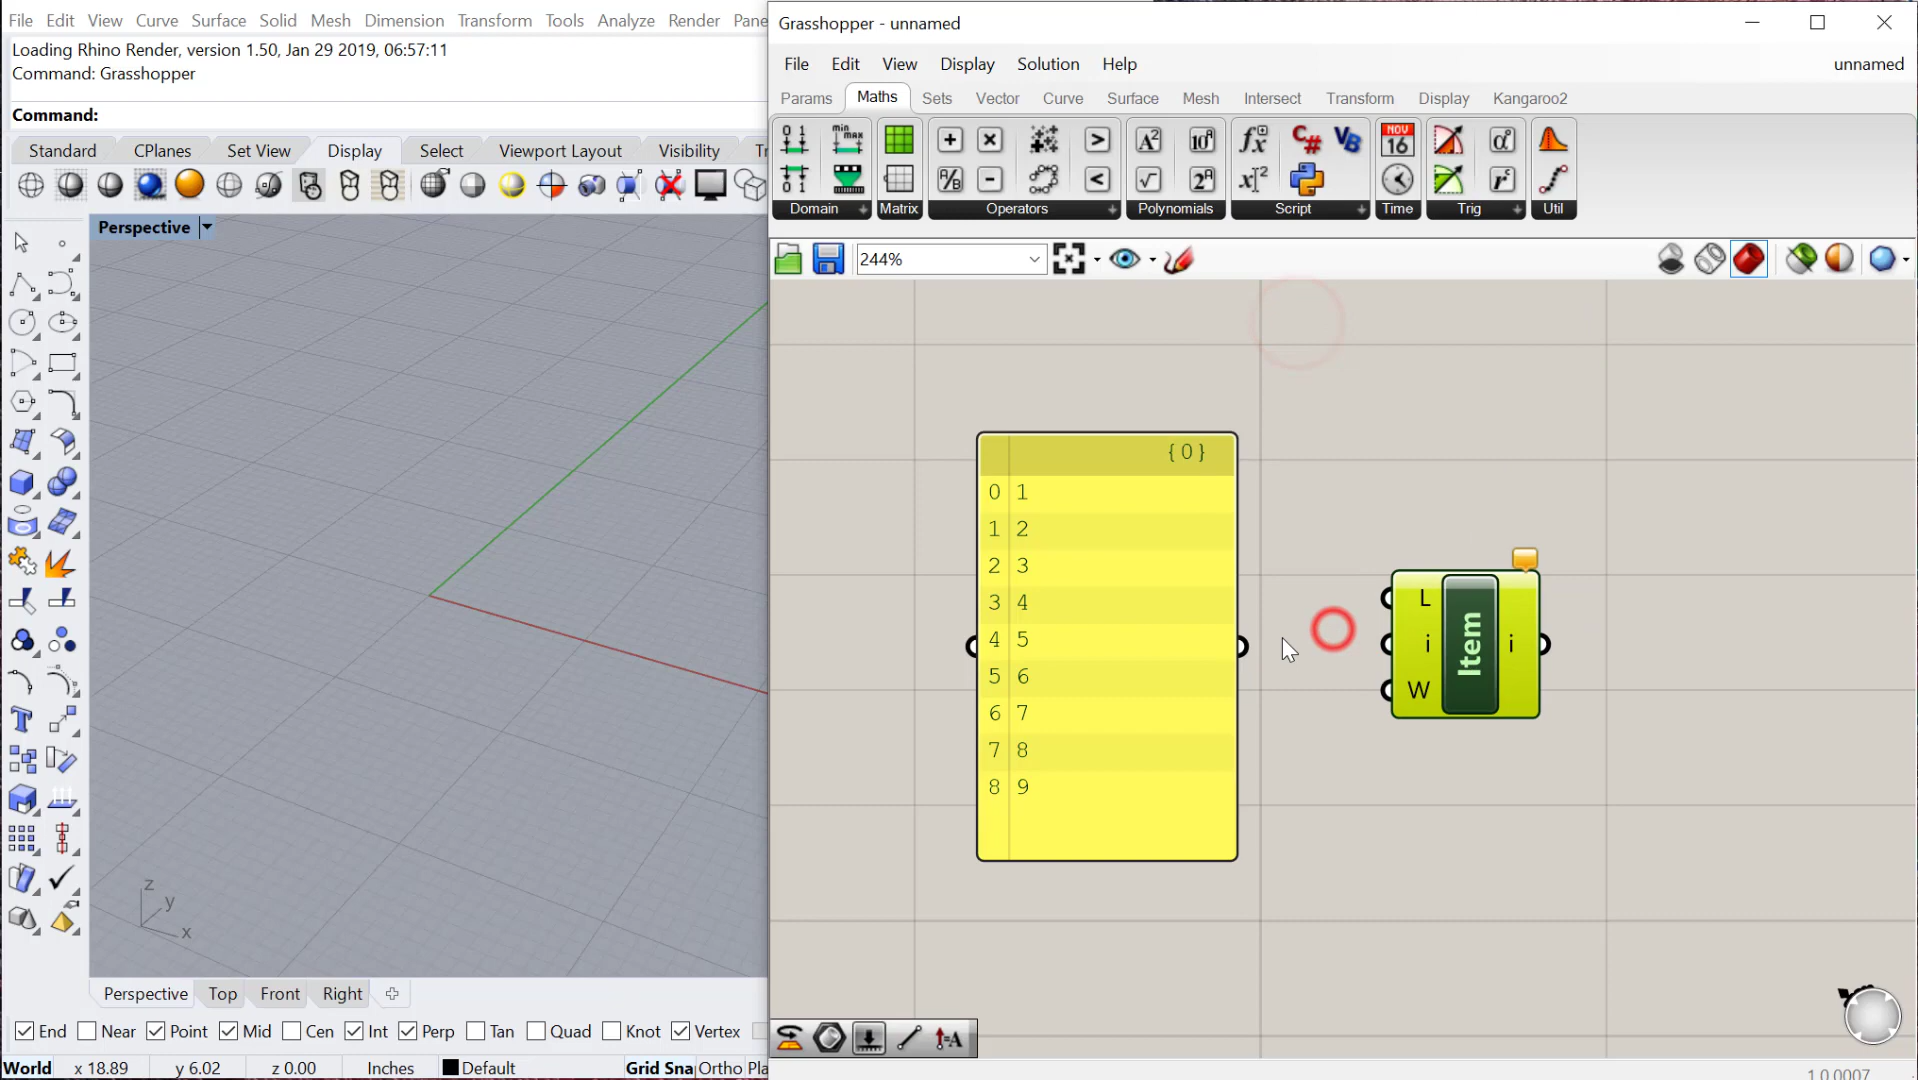 File Edit View Curve Surface Solid Mesh Dimension Transform Tools Analyze Render Pane
Loading Rhino Render, version 1.50, Jan 29 2019, 06:57:11
Command: Grasshopper
Command:
Standard CPlanes Set View Display Select Viewport Layout Visibility
Perspective
z
y
x
Perspective Top Front Right
End Near Point Mid Cen Int Perp Tan Quad Knot Vertex
World x 18.89 y 6.02 z 0.00 Inches Default Grid Sna Ortho Pla
Grasshopper - unnamed
File Edit View Display Solution Help unnamed
Params Maths Sets Vector Curve Surface Mesh Intersect Transform Display Kangaroo2
Domain Matrix Operators Polynomials Script Time Trig Util
NOV
16
244%
{0}
0 1
1 2
2 3
3 4
4 5
5 6
6 7
7 8
8 9
L
i
W
Item
i
1.0.0007